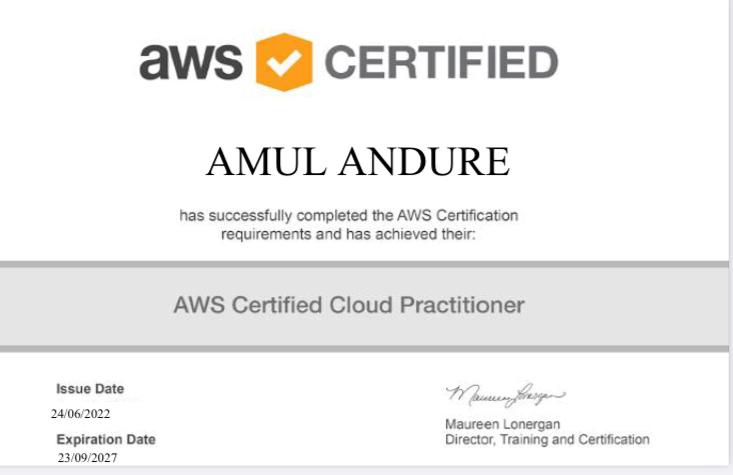 aws CERTIFIED
AMUL ANDURE
has successfully completed the AWS Certification
requirements and has achieved their:
AWS Certified Cloud Practitioner
Issue Date
24/06/2022
Expiration Date
23/09/2027
Maureen Lonergan
Maureen Lonergan
Director, Training and Certification